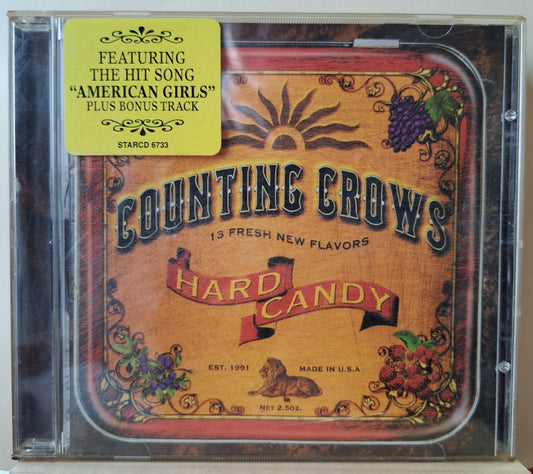 FEATURING
THE HIT SONG
“AMERICAN GIRLS”
PLUS BONUS TRACK
STARCD 6733
COUNTING CROWS
13 FRESH NEW FLAVORS
HARD
CANDY
EST. 1991
MADE IN U.S.A
NET 2.5OZ.